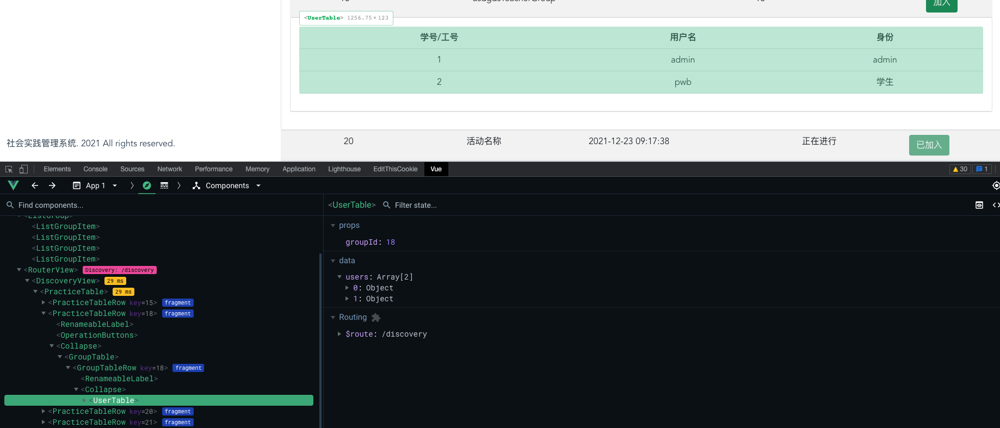 <UserTable> 1256.75 × 123
加入
学号/工号 用户名 身份
1 admin admin
2 pwb 学生
20 活动名称 2021-12-23 09:17:38 正在进行 已加入
社会实践管理系统. 2021 All rights reserved.
Elements Console Sources Network Performance Memory Application Lighthouse EditThisCookie Vue 30 1
App 1 Components
Find components...
<ListGroup>
<ListGroupItem>
<ListGroupItem>
<ListGroupItem>
<ListGroupItem>
<RouterView> Discovery: /discovery
<DiscoveryView> 29 ms
<PracticeTable> 29 ms
<PracticeTableRow key=15> fragment
<PracticeTableRow key=18> fragment
<RenameableLabel>
<OperationButtons>
<Collapse>
<GroupTable>
<GroupTableRow key=18> fragment
<RenameableLabel>
<Collapse>
<UserTable>
<PracticeTableRow key=20> fragment
<PracticeTableRow key=21> fragment
<UserTable> Filter state...
props
groupId: 18
data
users: Array[2]
0: Object
1: Object
Routing
$route: /discovery